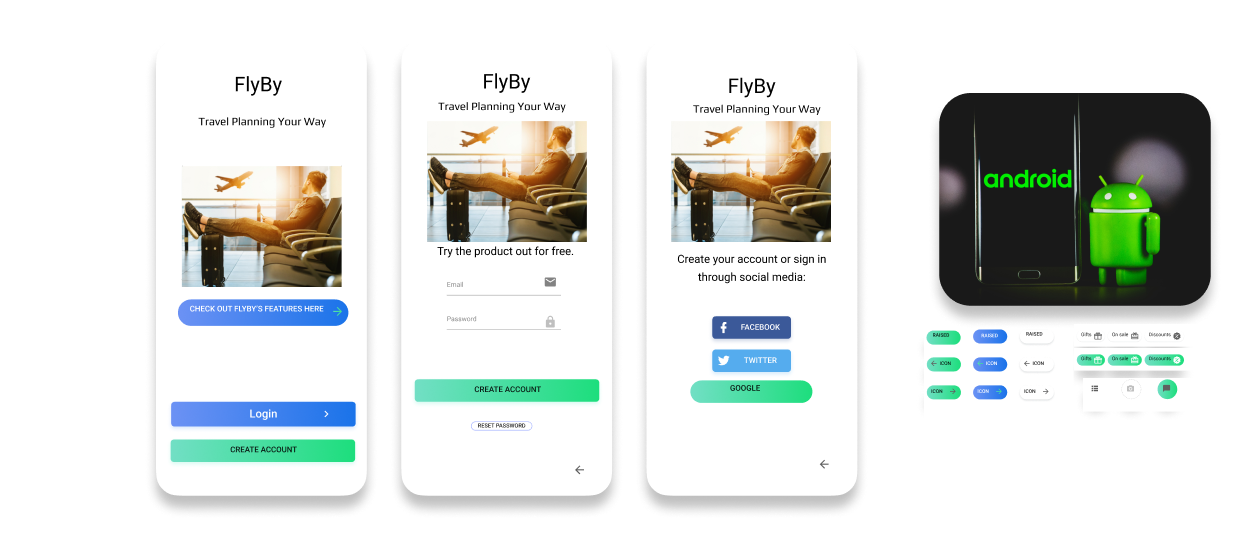 FlyBy
Travel Planning Your Way
CHECK OUT FLYBY'S FEATURES HERE
Login
CREATE ACCOUNT
FlyBy
Travel Planning Your Way
Try the product out for free.
Email
Password
CREATE ACCOUNT
RESET PASSWORD
FlyBy
Travel Planning Your Way
Create your account or sign in
through social media:
FACEBOOK
TWITTER
GOOGLE
android
RAISED
RAISED
RAISED
ICON
ICON
ICON
ICON
ICON
ICON
Gifts
On sale
Discounts
Gifts
On sale
Discounts